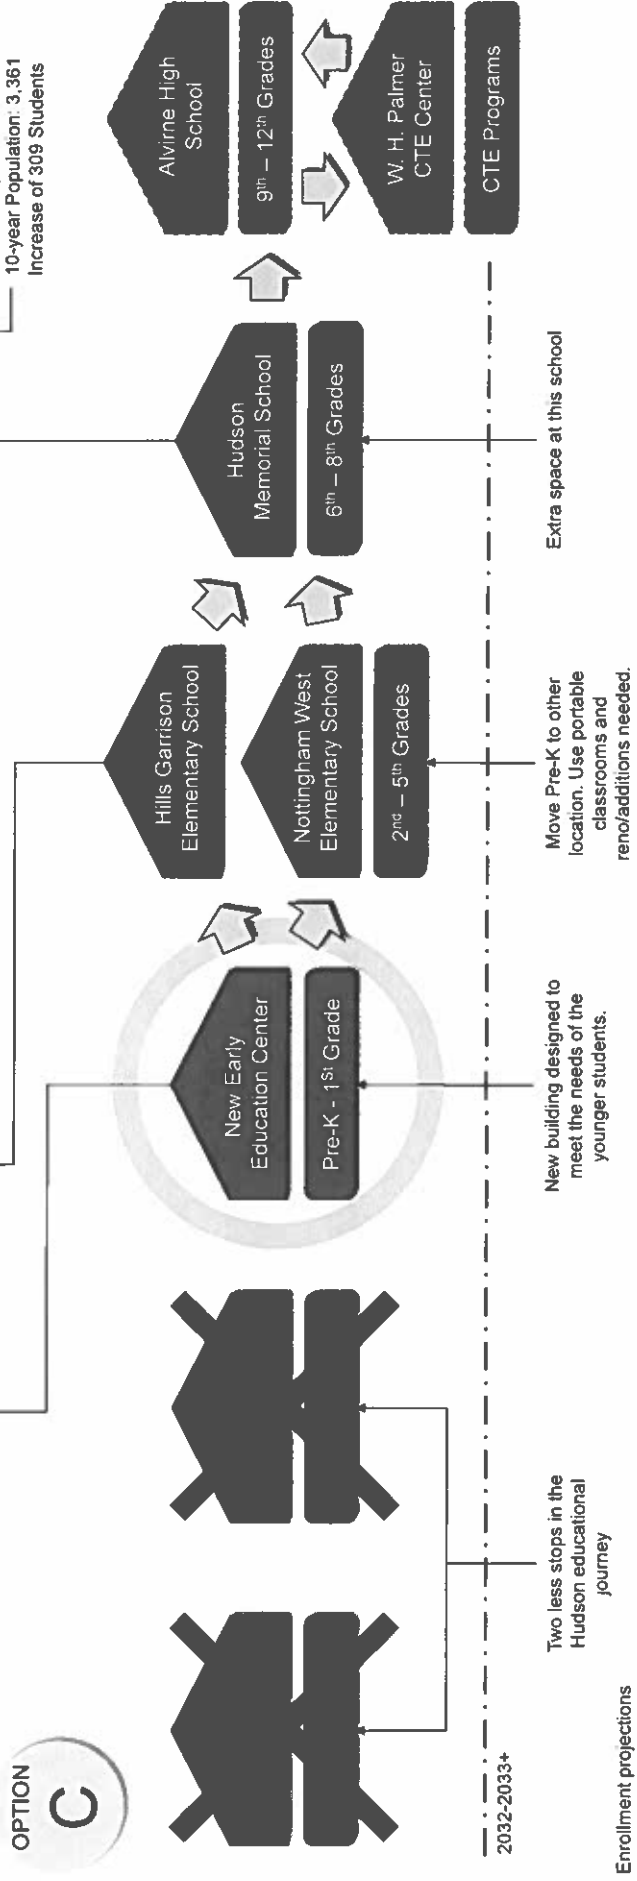 OPTION
C
10-year Population: 3,361
Increase of 309 Students
New Early
Education Center
Pre-K - 1st Grade
Hills Garrison
Elementary School
Nottingham West
Elementary School
2nd – 5th Grades
Hudson
Memorial School
6th – 8th Grades
Alvirne High
School
9th – 12th Grades
W. H. Palmer
CTE Center
CTE Programs
2032-2033+
Two less stops in the
Hudson educational
journey
New building designed to
meet the needs of the
younger students.
Move Pre-K to other
location. Use portable
classrooms and
reno/additions needed.
Extra space at this school
Enrollment projections